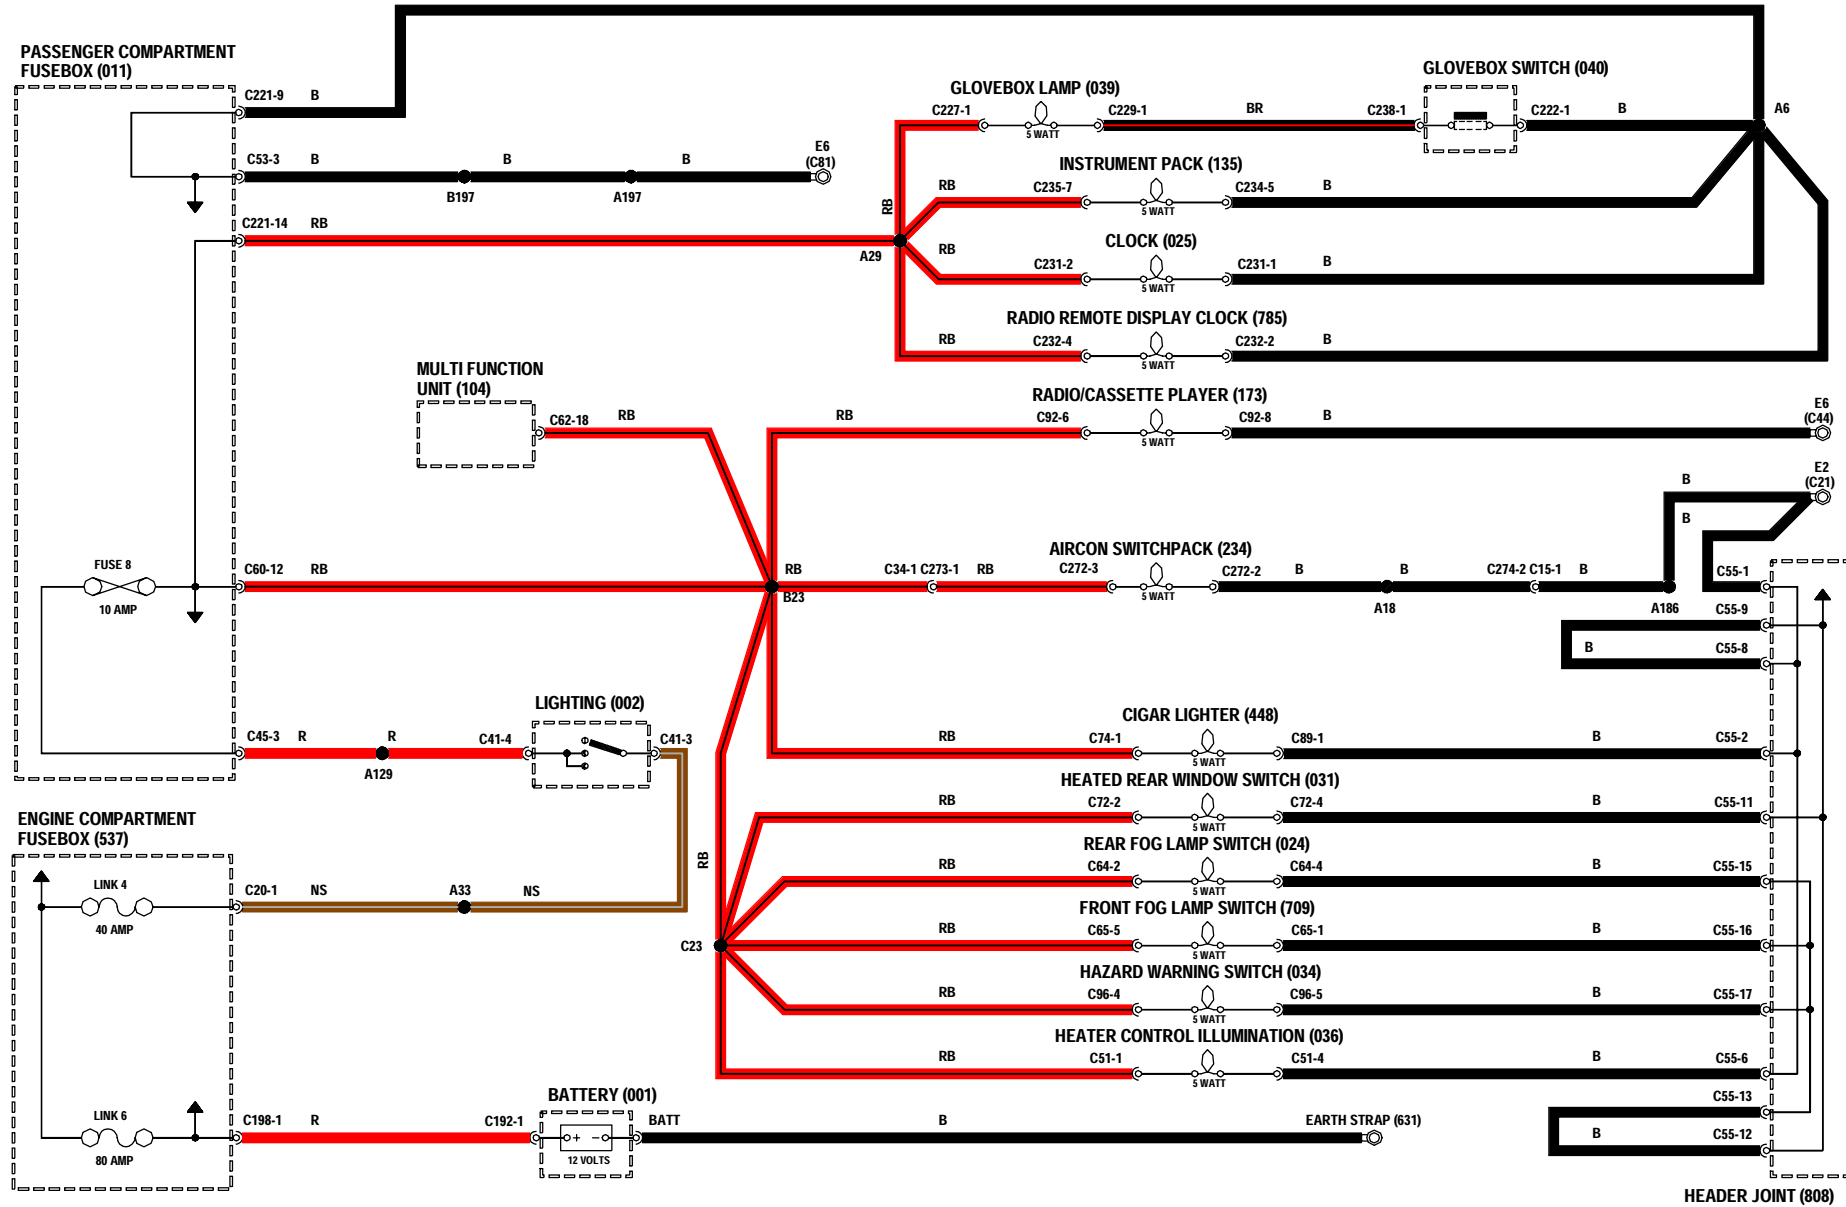 PASSENGER COMPARTMENT
FUSEBOX (011)
C221-9 B
GLOVEBOX LAMP (039)
GLOVEBOX SWITCH (040)
C227-1 5 WATT C229-1 BR C238-1 C222-1 B A6
C53-3 B B B E6
(C81)
B197 A197
INSTRUMENT PACK (135)
RB RB C235-7 5 WATT C234-5 B
C221-14 RB
A29
CLOCK (025)
RB C231-2 5 WATT C231-1 B
RADIO REMOTE DISPLAY CLOCK (785)
RB C232-4 5 WATT C232-2 B
MULTI FUNCTION
UNIT (104)
C62-18 RB
RADIO/CASSETTE PLAYER (173)
RB C92-6 5 WATT C92-8 B E6
(C44)
E2
(C21)
B
B
AIRCON SWITCHPACK (234)
FUSE 8
10 AMP
C60-12 RB RB C34-1 C273-1 RB C272-3 5 WATT C272-2 B B C274-2 C15-1 B C55-1
B23 A18 A186
C55-9
B C55-8
LIGHTING (002)
C45-3 R R C41-4 C41-3
A129
CIGAR LIGHTER (448)
RB C74-1 5 WATT C89-1 B C55-2
HEATED REAR WINDOW SWITCH (031)
RB C72-2 5 WATT C72-4 B C55-11
ENGINE COMPARTMENT
FUSEBOX (537)
REAR FOG LAMP SWITCH (024)
RB RB C64-2 5 WATT C64-4 B C55-15
LINK 4
40 AMP
C20-1 NS A33 NS
FRONT FOG LAMP SWITCH (709)
C23 RB C65-5 5 WATT C65-1 B C55-16
HAZARD WARNING SWITCH (034)
RB C96-4 5 WATT C96-5 B C55-17
HEATER CONTROL ILLUMINATION (036)
RB C51-1 5 WATT C51-4 B C55-6
C55-13
B C55-12
BATTERY (001)
LINK 6
80 AMP
C198-1 R C192-1 + - BATT B EARTH STRAP (631)
12 VOLTS
HEADER JOINT (808)